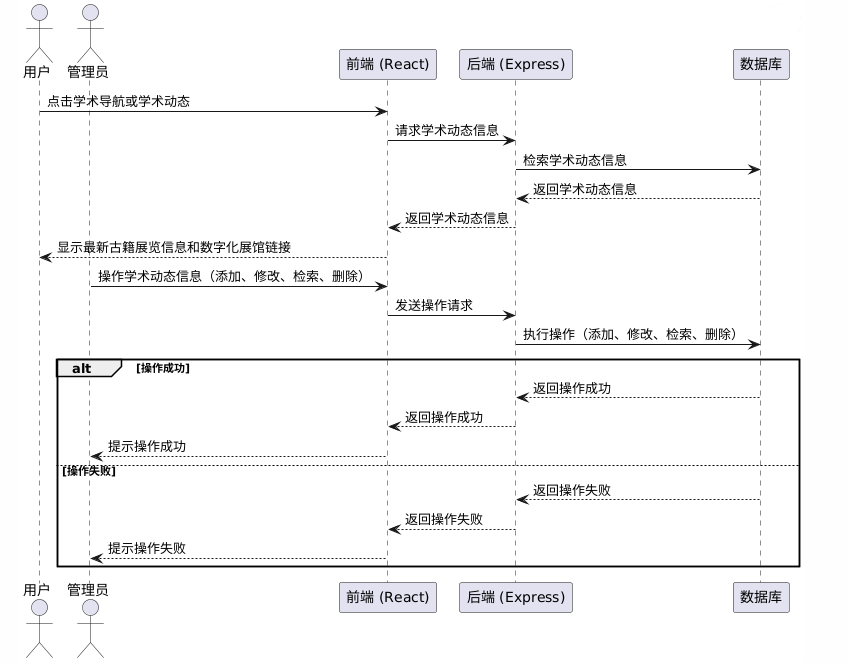 用户
管理员
前端 (React)
后端 (Express)
数据库
点击学术导航或学术动态
请求学术动态信息
检索学术动态信息
返回学术动态信息
返回学术动态信息
显示最新古籍展览信息和数字化展馆链接
操作学术动态信息（添加、修改、检索、删除）
发送操作请求
执行操作（添加、修改、检索、删除）
alt
[操作成功]
返回操作成功
返回操作成功
提示操作成功
[操作失败]
返回操作失败
返回操作失败
提示操作失败
用户
管理员
前端 (React)
后端 (Express)
数据库